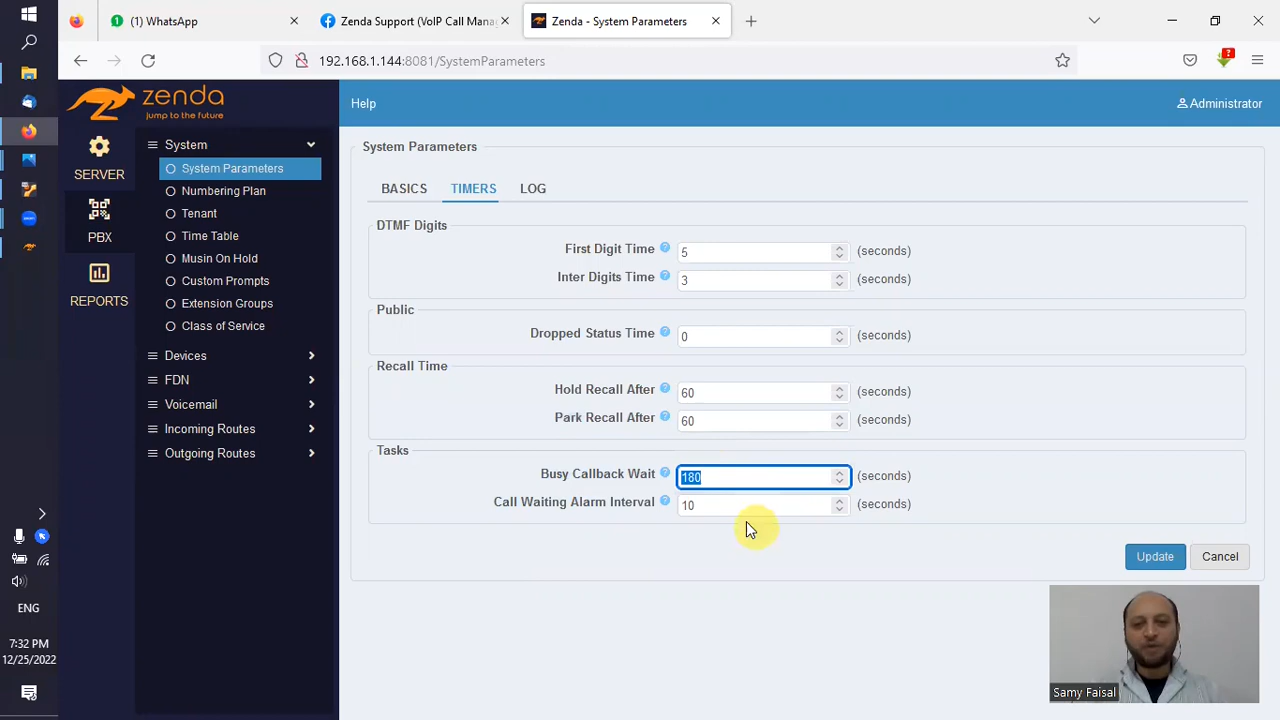 (1) WhatsApp
Zenda Support (VoIP Call Mana
Zenda - System Parameters
192.168.1.144:8081/SystemParameters
?
zenda
jump to the future
Help
Administrator
SERVER
PBX
REPORTS
System
System Parameters
Numbering Plan
Tenant
Time Table
Musin On Hold
Custom Prompts
Extension Groups
Class of Service
Devices
FDN
Voicemail
Incoming Routes
Outgoing Routes
System Parameters
BASICS TIMERS LOG
DTMF Digits
First Digit Time ? 5 (seconds)
Inter Digits Time ? 3 (seconds)
Public
Dropped Status Time ? 0 (seconds)
Recall Time
Hold Recall After ? 60 (seconds)
Park Recall After ? 60 (seconds)
Tasks
Busy Callback Wait ? 180 (seconds)
Call Waiting Alarm Interval ? 10 (seconds)
Update Cancel
Samy Faisal
ENG
7:32 PM
12/25/2022